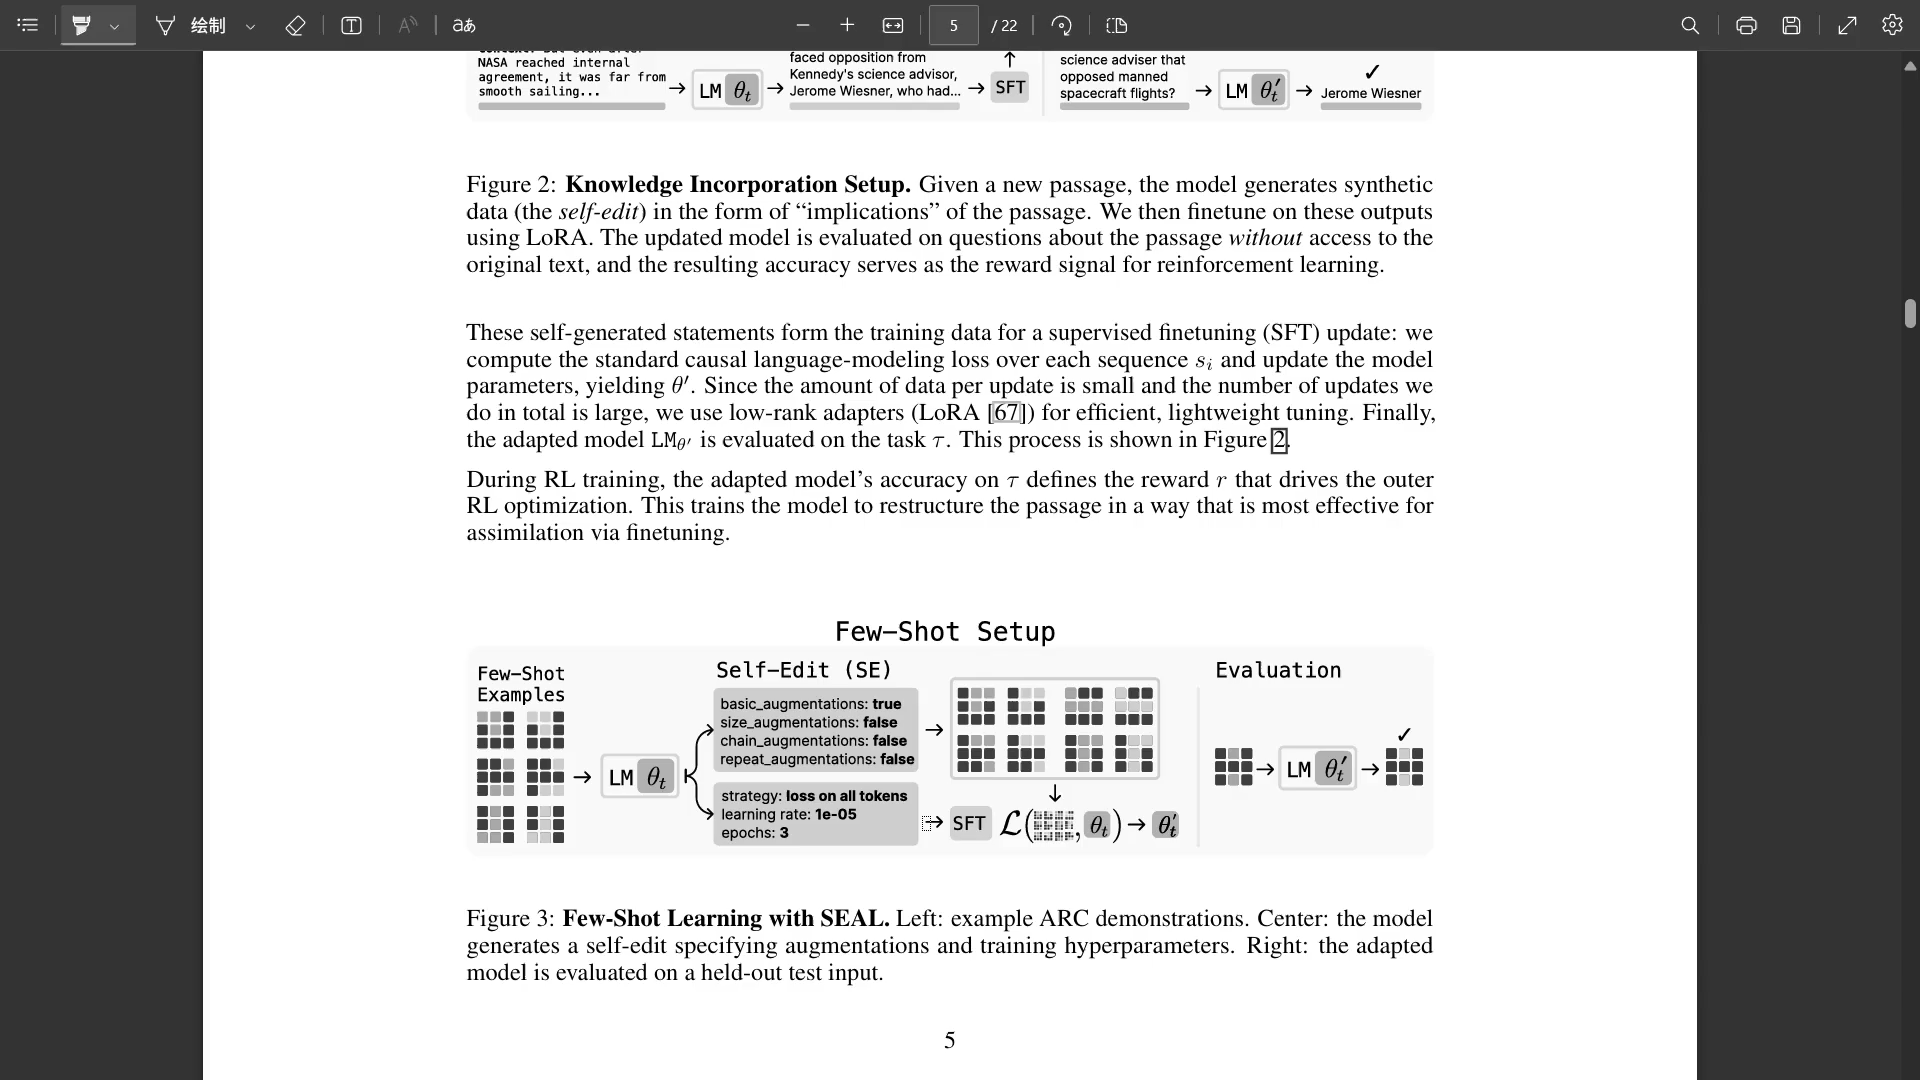 绘制
aあ
5 / 22
NASA reached internal
agreement, it was far from
smooth sailing...
LM θt
faced opposition from
Kennedy's science advisor,
Jerome Wiesner, who had...
SFT
science adviser that
opposed manned
spacecraft flights?
LM θ′t
✓
Jerome Wiesner
Figure 2: Knowledge Incorporation Setup. Given a new passage, the model generates synthetic
data (the self-edit) in the form of “implications” of the passage. We then finetune on these outputs
using LoRA. The updated model is evaluated on questions about the passage without access to the
original text, and the resulting accuracy serves as the reward signal for reinforcement learning.
These self-generated statements form the training data for a supervised finetuning (SFT) update: we
compute the standard causal language-modeling loss over each sequence si and update the model
parameters, yielding θ′. Since the amount of data per update is small and the number of updates we
do in total is large, we use low-rank adapters (LoRA [67]) for efficient, lightweight tuning. Finally,
the adapted model LMθ′ is evaluated on the task τ. This process is shown in Figure 2.
During RL training, the adapted model’s accuracy on τ defines the reward r that drives the outer
RL optimization. This trains the model to restructure the passage in a way that is most effective for
assimilation via finetuning.
Few-Shot Setup
Few-Shot
Examples
LM θt
Self-Edit (SE)
basic_augmentations: true
size_augmentations: false
chain_augmentations: false
repeat_augmentations: false
strategy: loss on all tokens
learning rate: 1e-05
epochs: 3
SFT ℒ( , θt) → θ′t
Evaluation
LM θ′t
✓
Figure 3: Few-Shot Learning with SEAL. Left: example ARC demonstrations. Center: the model
generates a self-edit specifying augmentations and training hyperparameters. Right: the adapted
model is evaluated on a held-out test input.
5